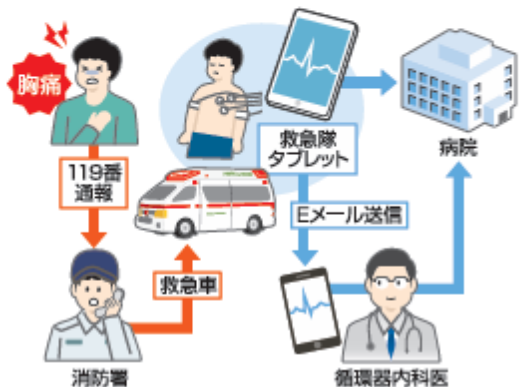 胸痛
119番
通報
消防署
救急車
救急隊
タブレット
Eメール送信
病院
循環器内科医